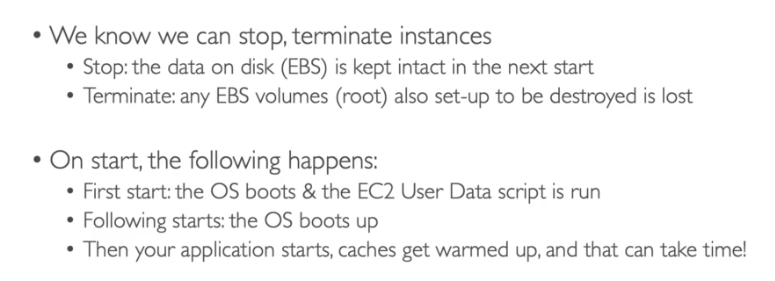 • We know we can stop, terminate instances
• Stop: the data on disk (EBS) is kept intact in the next start
• Terminate: any EBS volumes (root) also set-up to be destroyed is lost
• On start, the following happens:
• First start: the OS boots & the EC2 User Data script is run
• Following starts: the OS boots up
• Then your application starts, caches get warmed up, and that can take time!